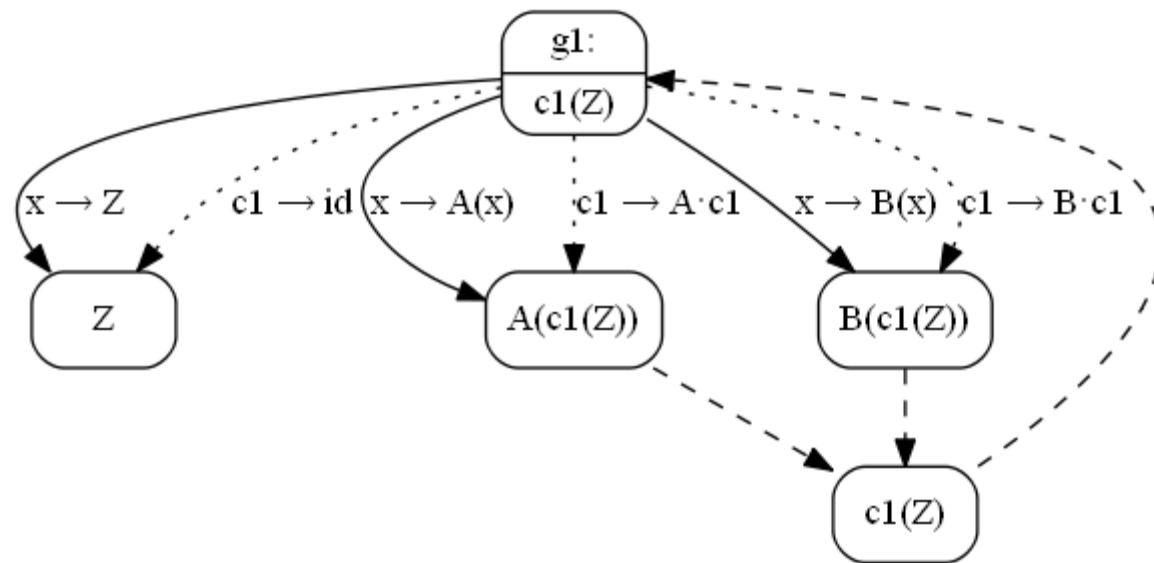 g1:
c1(Z)
x → Z
c1 → id
x → A(x)
c1 → A·c1
x → B(x)
c1 → B·c1
Z
A(c1(Z))
B(c1(Z))
c1(Z)